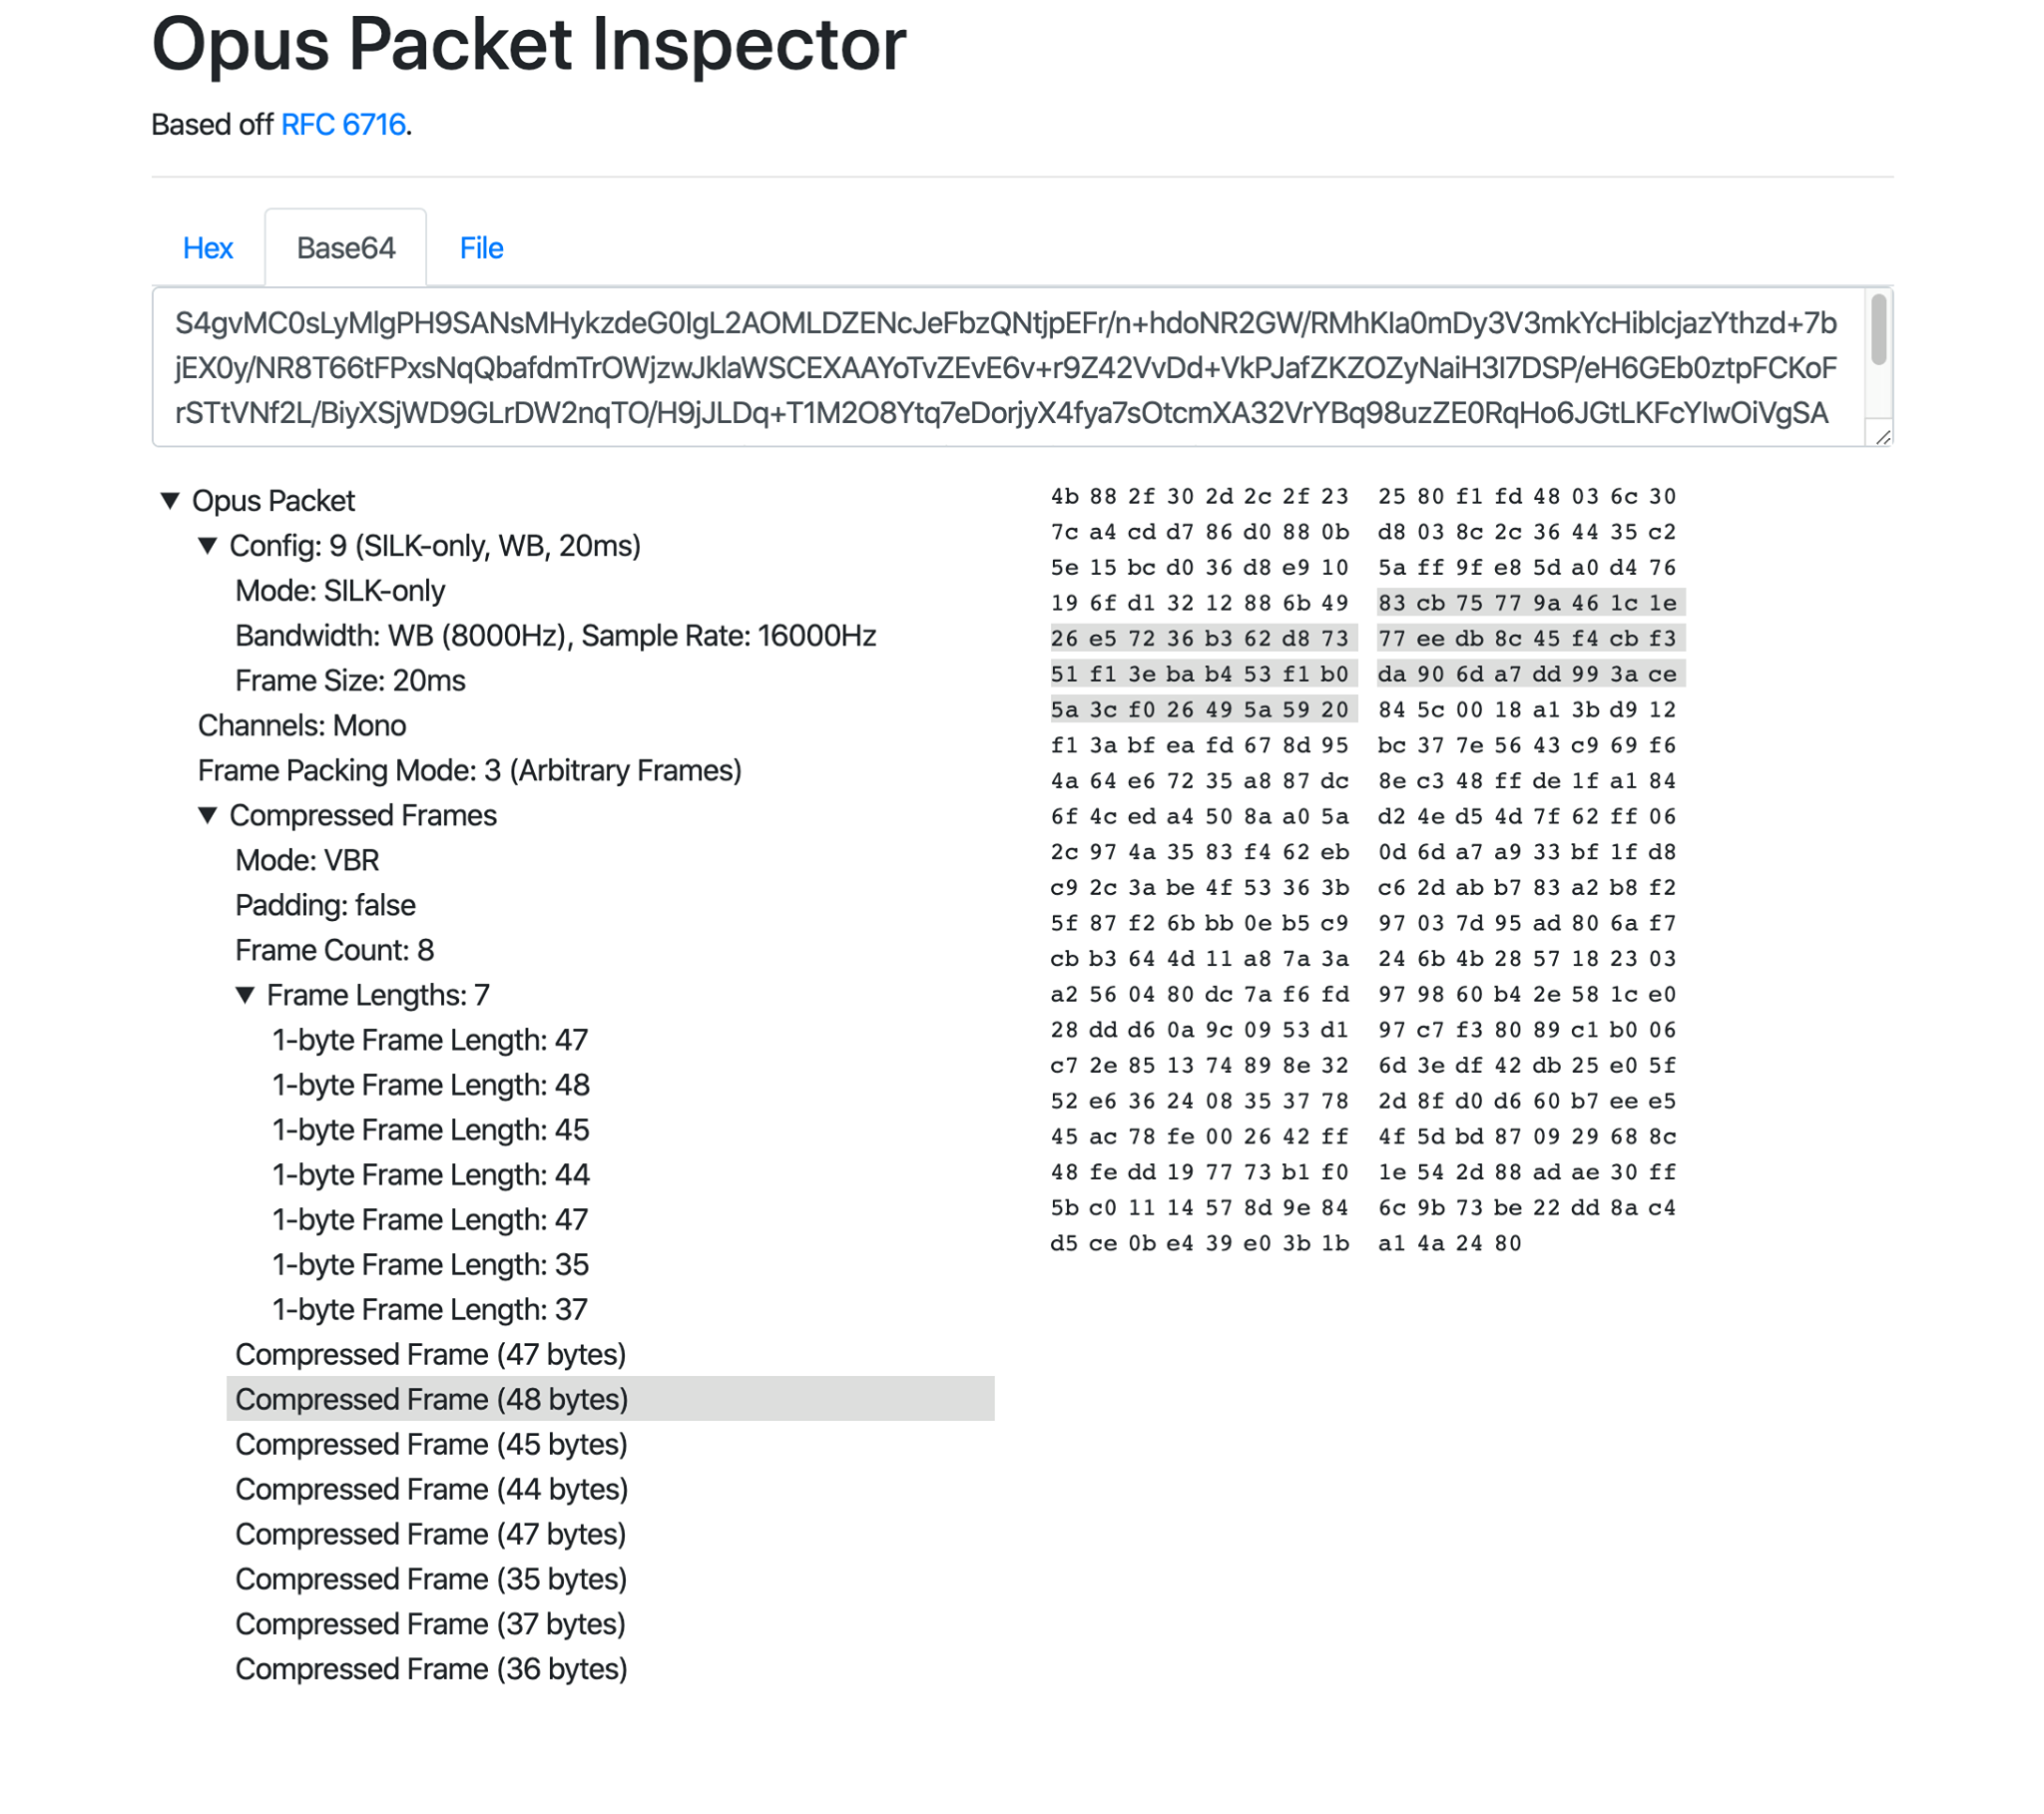 Opus Packet Inspector
Based off RFC 6716.
Hex Base64 File
S4gvMC0sLyMlgPH9SANsMHykzdeG0IgL2AOMLDZENcJeFbzQNtjpEFr/n+hdoNR2GW/RMhKIa0mDy3V3mkYcHiblcjazYthzd+7b
jEX0y/NR8T66tFPxsNqQbafdmTrOWjzwJklaWSCEXAAYoTvZEvE6v+r9Z42VvDd+VkPJafZKZOZyNaiH3I7DSP/eH6GEb0ztpFCKoF
rSTtVNf2L/BiyXSjWD9GLrDW2nqTO/H9jJLDq+T1M2O8Ytq7eDorjyX4fya7sOtcmXA32VrYBq98uzZE0RqHo6JGtLKFcYIwOiVgSA
▼ Opus Packet
▼ Config: 9 (SILK-only, WB, 20ms)
Mode: SILK-only
Bandwidth: WB (8000Hz), Sample Rate: 16000Hz
Frame Size: 20ms
Channels: Mono
Frame Packing Mode: 3 (Arbitrary Frames)
▼ Compressed Frames
Mode: VBR
Padding: false
Frame Count: 8
▼ Frame Lengths: 7
1-byte Frame Length: 47
1-byte Frame Length: 48
1-byte Frame Length: 45
1-byte Frame Length: 44
1-byte Frame Length: 47
1-byte Frame Length: 35
1-byte Frame Length: 37
Compressed Frame (47 bytes)
Compressed Frame (48 bytes)
Compressed Frame (45 bytes)
Compressed Frame (44 bytes)
Compressed Frame (47 bytes)
Compressed Frame (35 bytes)
Compressed Frame (37 bytes)
Compressed Frame (36 bytes)
4b 88 2f 30 2d 2c 2f 23 25 80 f1 fd 48 03 6c 30
7c a4 cd d7 86 d0 88 0b d8 03 8c 2c 36 44 35 c2
5e 15 bc d0 36 d8 e9 10 5a ff 9f e8 5d a0 d4 76
19 6f d1 32 12 88 6b 49 83 cb 75 77 9a 46 1c 1e
26 e5 72 36 b3 62 d8 73 77 ee db 8c 45 f4 cb f3
51 f1 3e ba b4 53 f1 b0 da 90 6d a7 dd 99 3a ce
5a 3c f0 26 49 5a 59 20 84 5c 00 18 a1 3b d9 12
f1 3a bf ea fd 67 8d 95 bc 37 7e 56 43 c9 69 f6
4a 64 e6 72 35 a8 87 dc 8e c3 48 ff de 1f a1 84
6f 4c ed a4 50 8a a0 5a d2 4e d5 4d 7f 62 ff 06
2c 97 4a 35 83 f4 62 eb 0d 6d a7 a9 33 bf 1f d8
c9 2c 3a be 4f 53 36 3b c6 2d ab b7 83 a2 b8 f2
5f 87 f2 6b bb 0e b5 c9 97 03 7d 95 ad 80 6a f7
cb b3 64 4d 11 a8 7a 3a 24 6b 4b 28 57 18 23 03
a2 56 04 80 dc 7a f6 fd 97 98 60 b4 2e 58 1c e0
28 dd d6 0a 9c 09 53 d1 97 c7 f3 80 89 c1 b0 06
c7 2e 85 13 74 89 8e 32 6d 3e df 42 db 25 e0 5f
52 e6 36 24 08 35 37 78 2d 8f d0 d6 60 b7 ee e5
45 ac 78 fe 00 26 42 ff 4f 5d bd 87 09 29 68 8c
48 fe dd 19 77 73 b1 f0 1e 54 2d 88 ad ae 30 ff
5b c0 11 14 57 8d 9e 84 6c 9b 73 be 22 dd 8a c4
d5 ce 0b e4 39 e0 3b 1b a1 4a 24 80